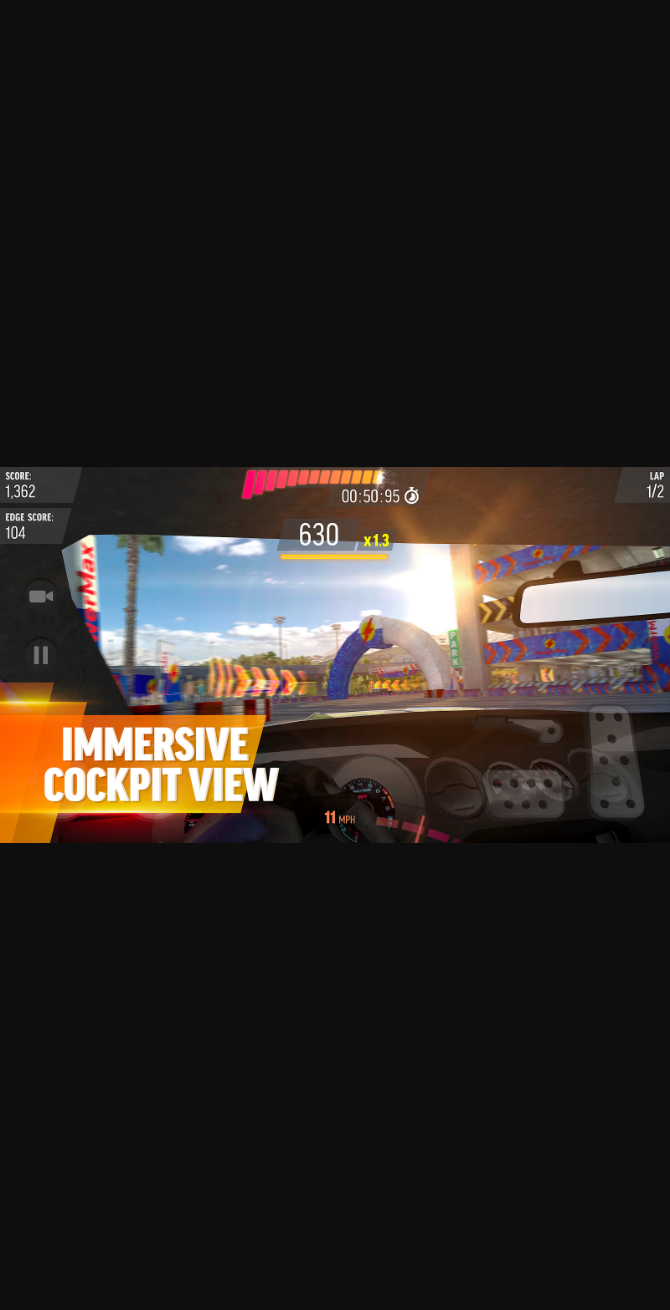 SCORE:
1,362
00:50:95
LAP
1/2
EDGE SCORE:
104
630
x1.3
PARK
IMMERSIVE
COCKPIT VIEW
11 MPH